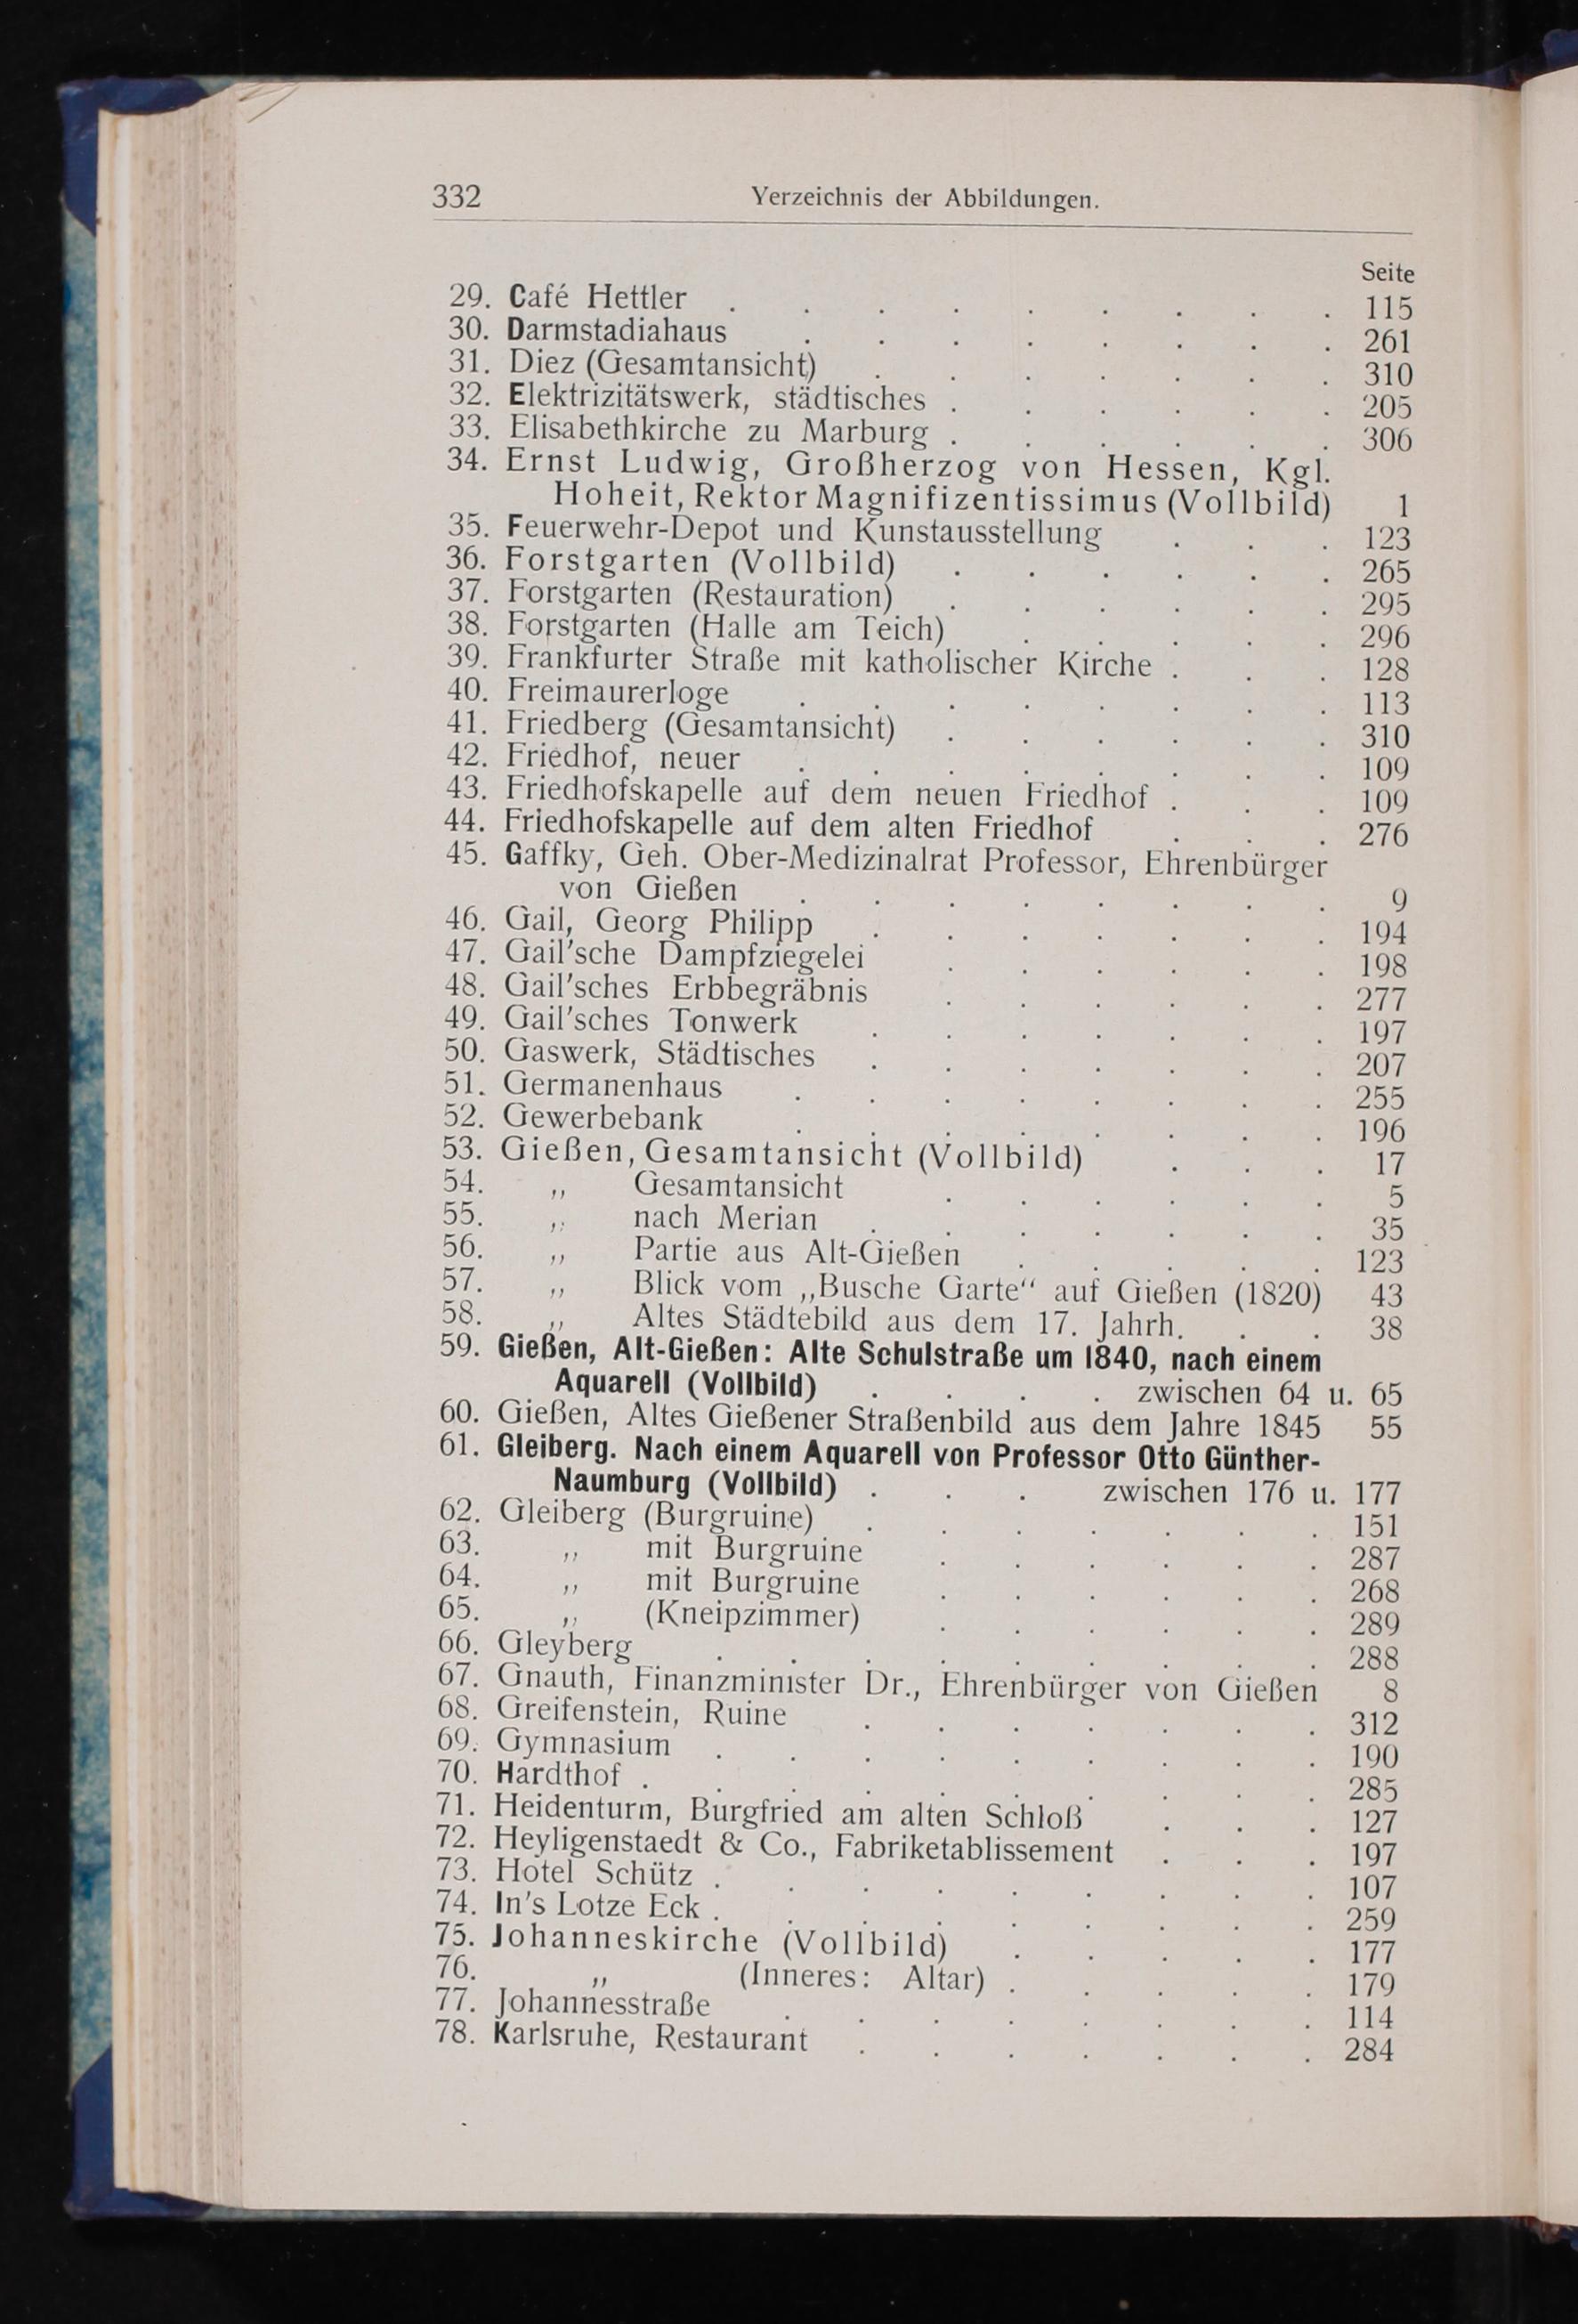 332 Verzeichnis der Abbildungen.
Seite
29. Café Hettler . . . . . . . . . 115
30. Darmstadiahaus . . . . . . . . 261
31. Diez (Gesamtansicht) . . . . . . . 310
32. Elektrizitätswerk, städtisches . . . . . . 205
33. Elisabethkirche zu Marburg . . . . . . 306
34. Ernst Ludwig, Großherzog von Hessen, Kgl.
Hoheit, Rektor Magnifizentissimus (Vollbild) 1
35. Feuerwehr-Depot und Kunstausstellung . . . 123
36. Forstgarten (Vollbild) . . . . . . 265
37. Forstgarten (Restauration) . . . . . . 295
38. Forstgarten (Halle am Teich) . . . . . 296
39. Frankfurter Straße mit katholischer Kirche . . . 128
40. Freimaurerloge . . . . . . . . 113
41. Friedberg (Gesamtansicht) . . . . . . 310
42. Friedhof, neuer . . . . . . . . 109
43. Friedhofskapelle auf dem neuen Friedhof . . . 109
44. Friedhofskapelle auf dem alten Friedhof . . . 276
45. Gaffky, Geh. Ober-Medizinalrat Professor, Ehrenbürger
von Gießen . . . . . . . . 9
46. Gail, Georg Philipp . . . . . . . 194
47. Gail'sche Dampfziegelei . . . . . . 198
48. Gail'sches Erbbegräbnis . . . . . . 277
49. Gail'sches Tonwerk . . . . . . . 197
50. Gaswerk, Städtisches . . . . . . . 207
51. Germanenhaus . . . . . . . . 255
52. Gewerbebank . . . . . . . . 196
53. Gießen, Gesamtansicht (Vollbild) . . . 17
54. „ Gesamtansicht . . . . . . 5
55. „ nach Merian . . . . . . . 35
56. „ Partie aus Alt-Gießen . . . . . 123
57. „ Blick vom „Busche Garte“ auf Gießen (1820) 43
58. „ Altes Städtebild aus dem 17. Jahrh. . . 38
59. Gießen, Alt-Gießen: Alte Schulstraße um 1840, nach einem
Aquarell (Vollbild) . . . . zwischen 64 u. 65
60. Gießen, Altes Gießener Straßenbild aus dem Jahre 1845 55
61. Gleiberg. Nach einem Aquarell von Professor Otto Günther-
Naumburg (Vollbild) . . . zwischen 176 u. 177
62. Gleiberg (Burgruine) . . . . . . . 151
63. „ mit Burgruine . . . . . . 287
64. „ mit Burgruine . . . . . . 268
65. „ (Kneipzimmer) . . . . . . 289
66. Gleyberg . . . . . . . . . 288
67. Gnauth, Finanzminister Dr., Ehrenbürger von Gießen 8
68. Greifenstein, Ruine . . . . . . . 312
69. Gymnasium . . . . . . . . . 190
70. Hardthof . . . . . . . . . . 285
71. Heidenturm, Burgfried am alten Schloß . . . 127
72. Heyligenstaedt & Co., Fabriketablissement . . . 197
73. Hotel Schütz . . . . . . . . . 107
74. In's Lotze Eck . . . . . . . . . 259
75. Johanneskirche (Vollbild) . . . . . 177
76. „ (Inneres: Altar) . . . . . 179
77. Johannesstraße . . . . . . . . 114
78. Karlsruhe, Restaurant . . . . . . . 284